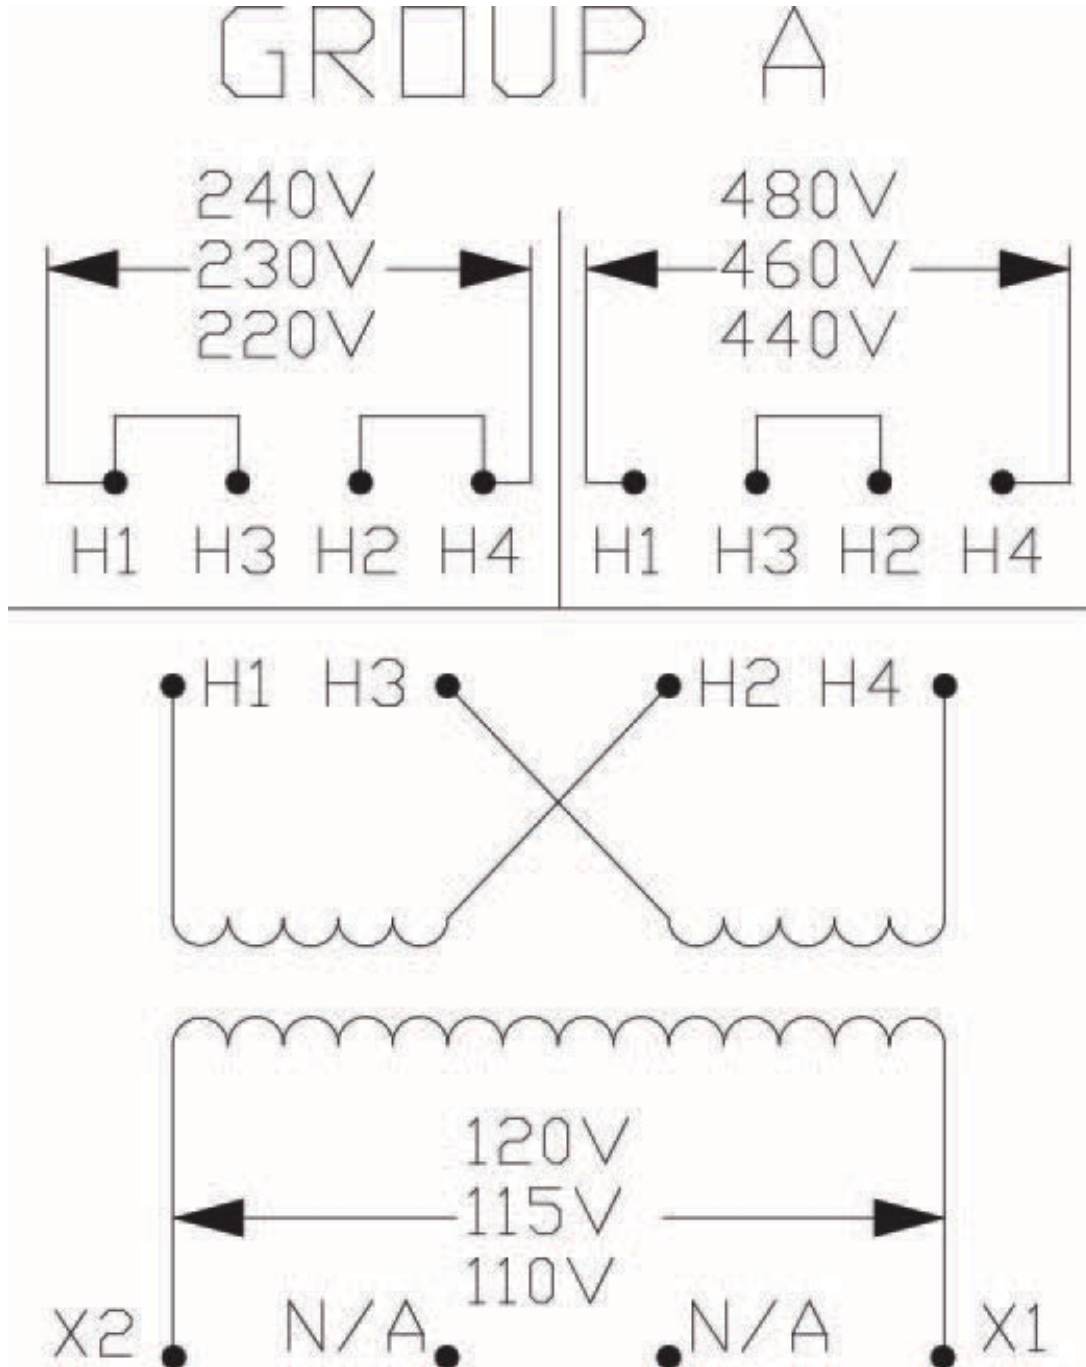 GROUP A
240V 480V
230V 460V
220V 440V
H1 H3 H2 H4 H1 H3 H2 H4
H1 H3 H2 H4
120V
115V
110V
X2 N/A N/A X1